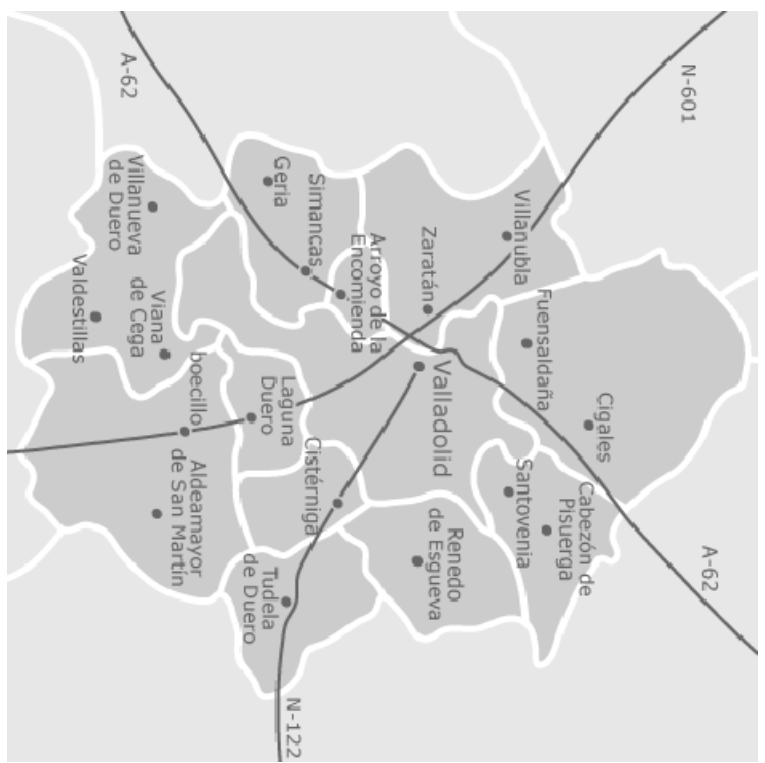 N-601
A-62
Cigales
Cabezón de
Pisuerga
Fuensaldaña
Villanubla
Santovenia
Renedo
de Esgueva
Valladolid
Zaratán
Arroyo de la
Encomienda
Simancas
Cistérniga
Laguna
Duero
N-122
Geria
Tudela
de Duero
boecillo
Aldeamayor
de San Martin
Viana
de Cega
Villanueva
de Duero
A-62
Valdestillas